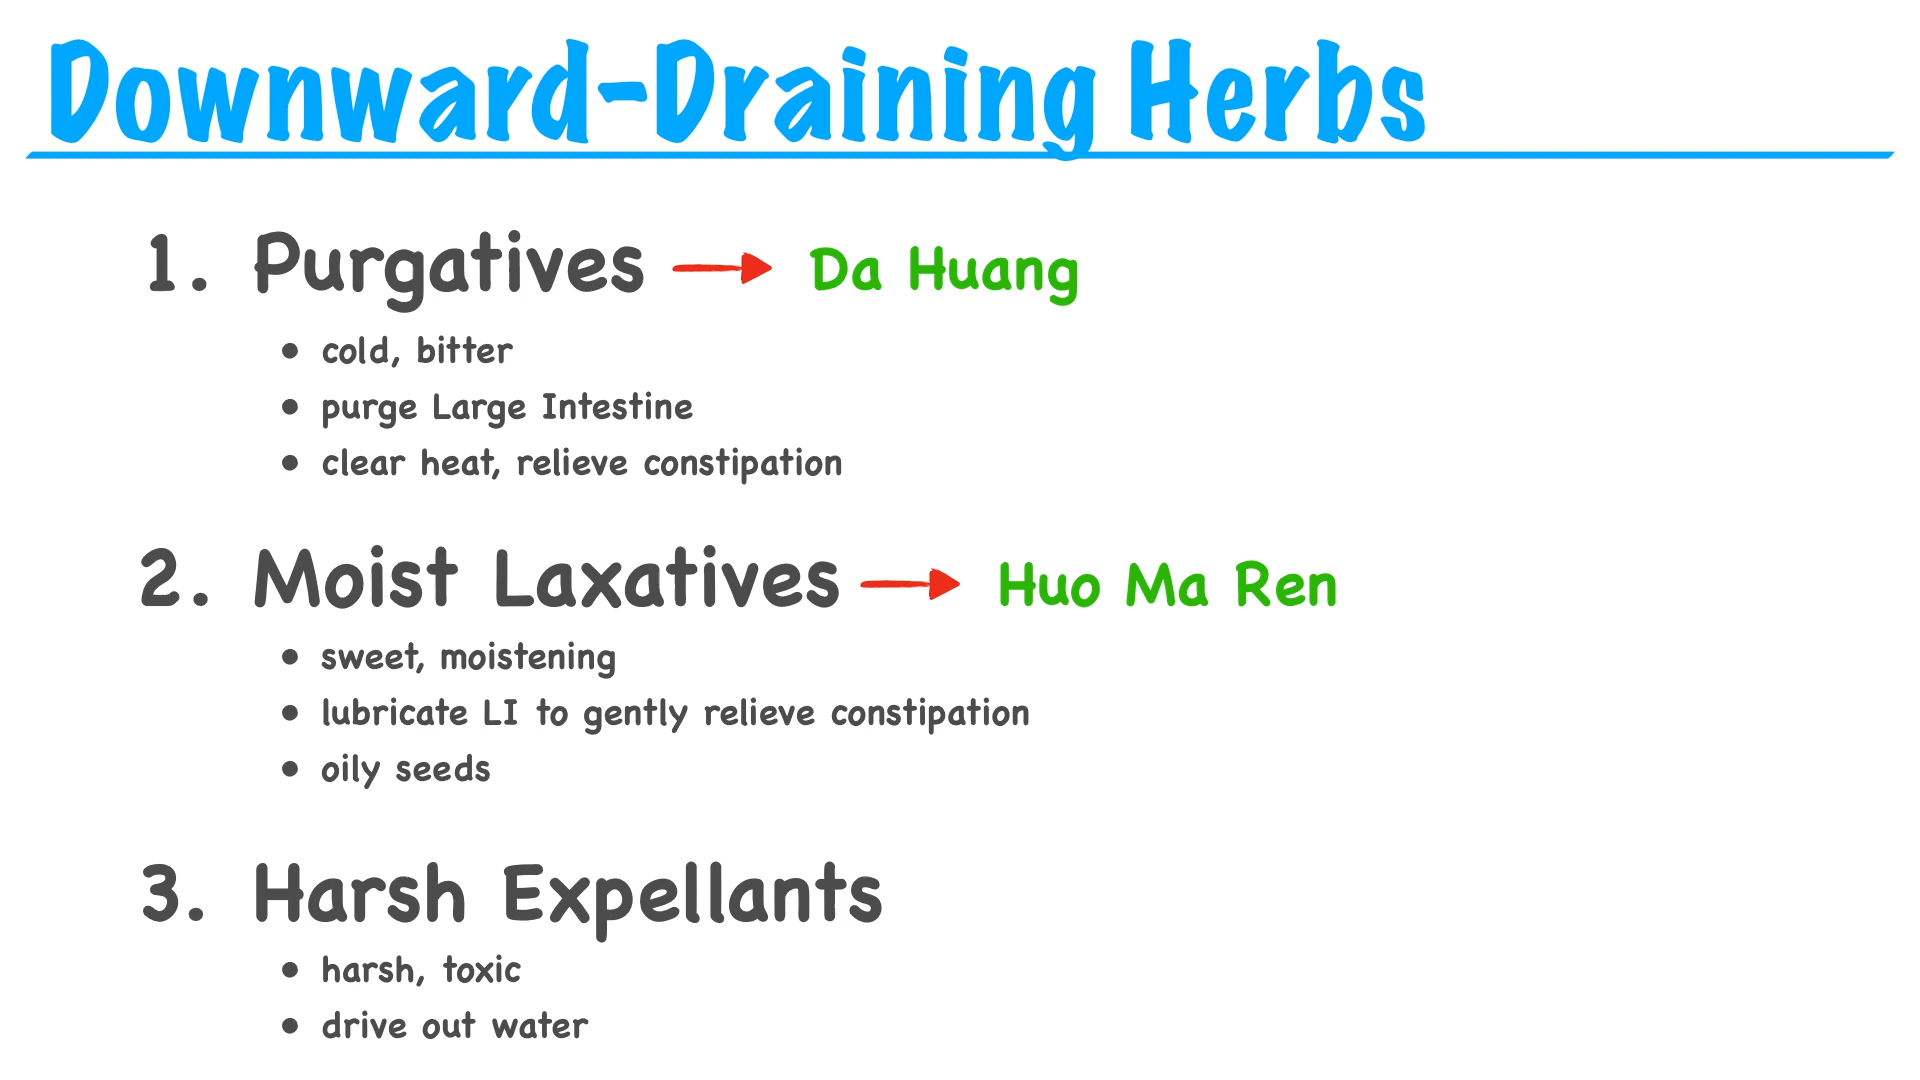 Downward-Draining Herbs
1. Purgatives Da Huang
• cold, bitter
• purge Large Intestine
• clear heat, relieve constipation
2. Moist Laxatives Huo Ma Ren
• sweet, moistening
• lubricate LI to gently relieve constipation
• oily seeds
3. Harsh Expellants
• harsh, toxic
• drive out water